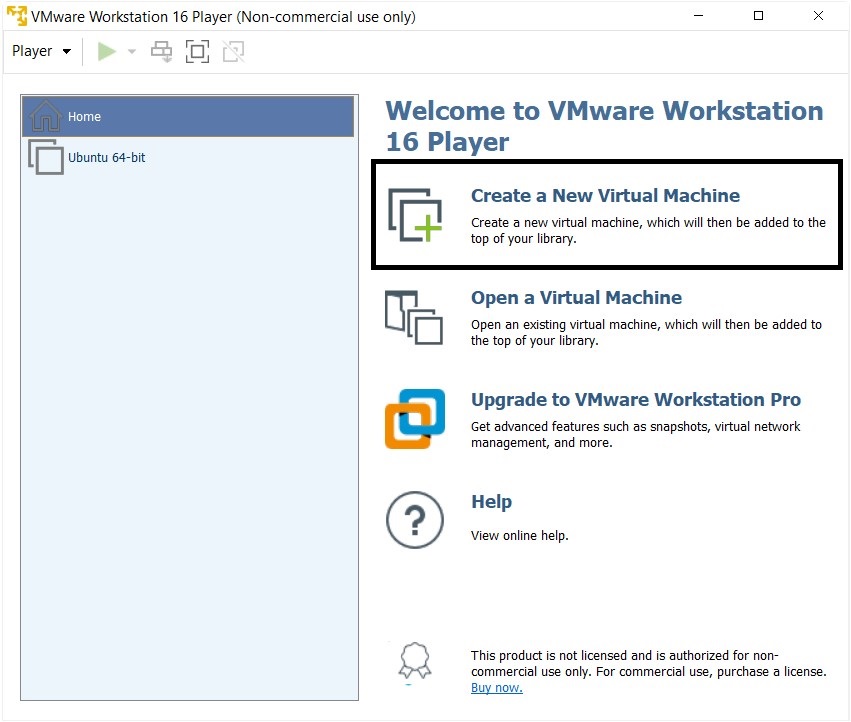 VMware Workstation 16 Player (Non-commercial use only)
Player
Home
Ubuntu 64-bit
Welcome to VMware Workstation
16 Player
Create a New Virtual Machine
Create a new virtual machine, which will then be added to the
top of your library.
Open a Virtual Machine
Open an existing virtual machine, which will then be added to
the top of your library.
Upgrade to VMware Workstation Pro
Get advanced features such as snapshots, virtual network
management, and more.
Help
View online help.
This product is not licensed and is authorized for non-
commercial use only. For commercial use, purchase a license.
Buy now.